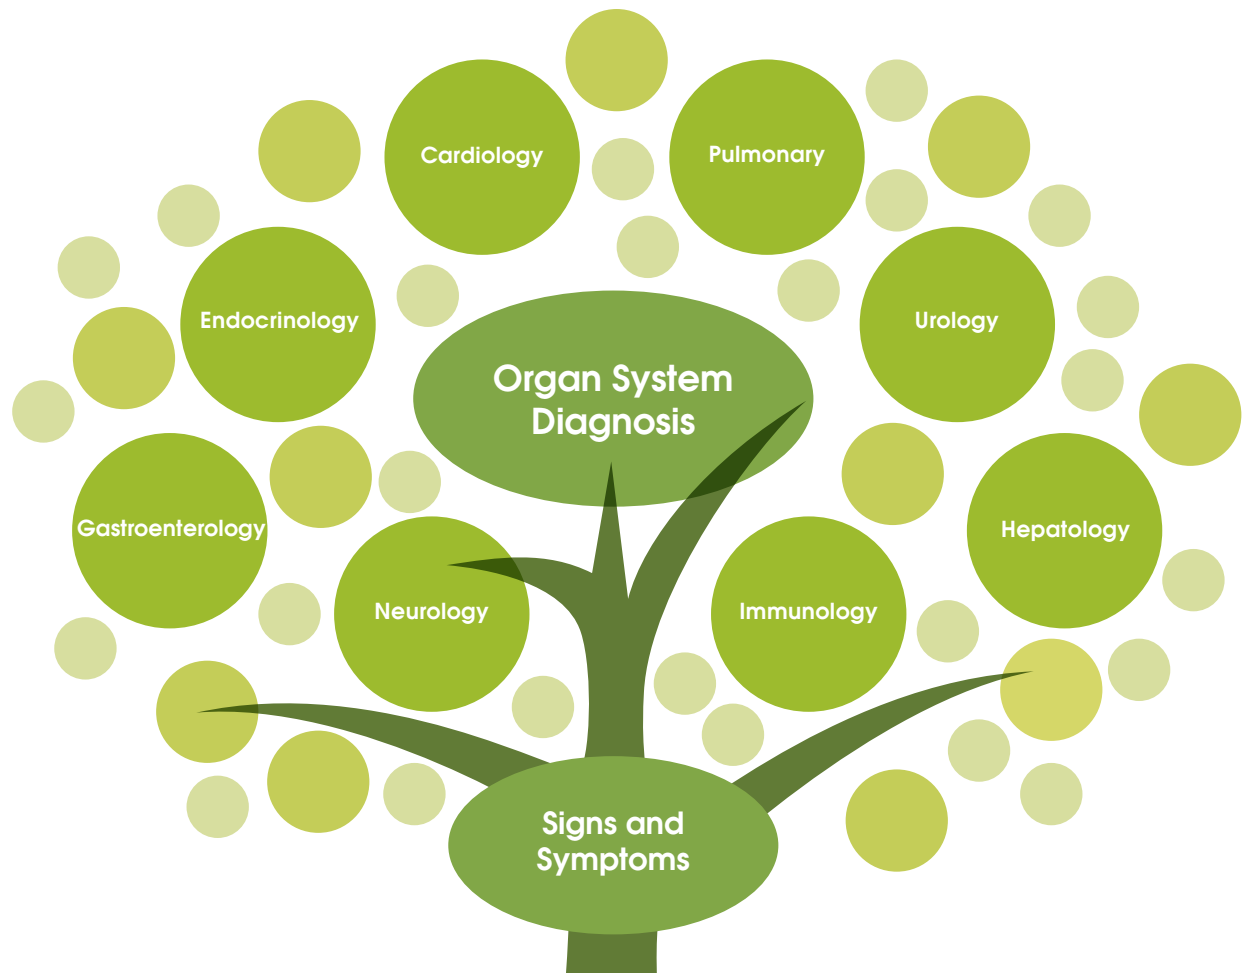 Cardiology
Pulmonary
Endocrinology
Urology
Organ System
Diagnosis
Gastroenterology
Hepatology
Neurology
Immunology
Signs and
Symptoms